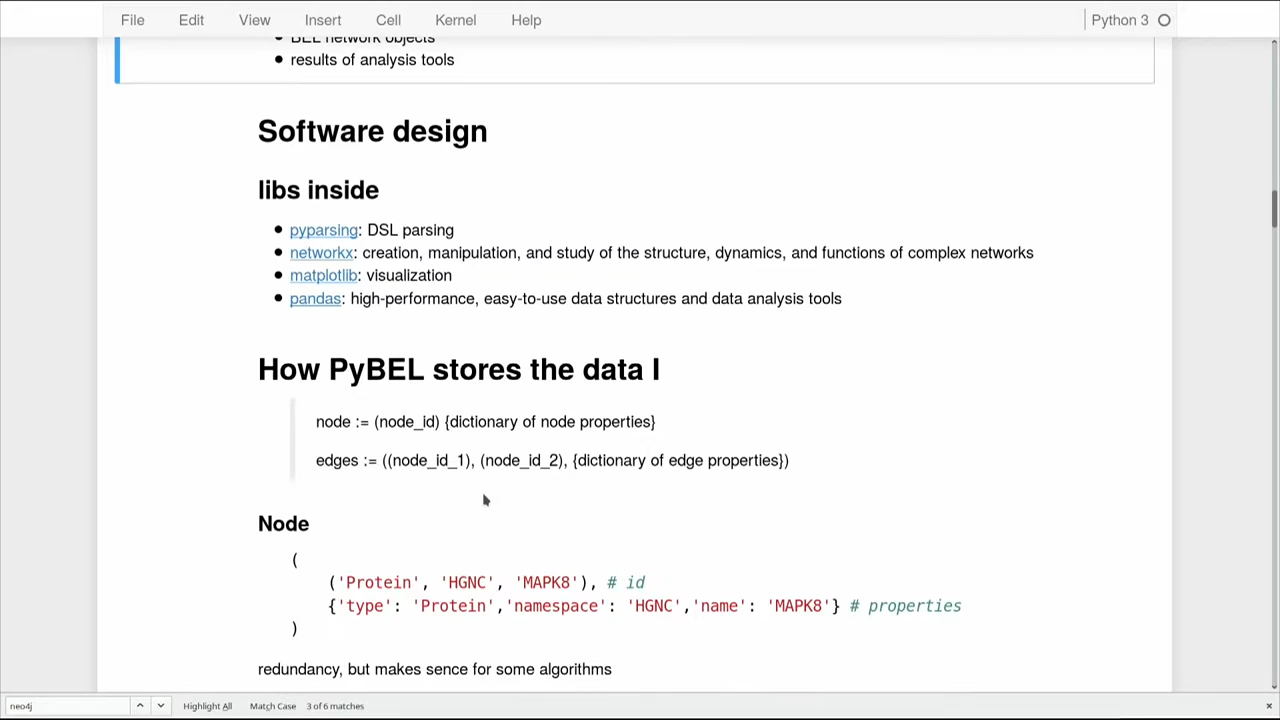 File Edit View Insert Cell Kernel Help Python 3
BEL network objects
results of analysis tools
Software design
libs inside
pyparsing: DSL parsing
networkx: creation, manipulation, and study of the structure, dynamics, and functions of complex networks
matplotlib: visualization
pandas: high-performance, easy-to-use data structures and data analysis tools
How PyBEL stores the data I
node := (node_id) {dictionary of node properties}
edges := ((node_id_1), (node_id_2), {dictionary of edge properties})
Node
(
('Protein', 'HGNC', 'MAPK8'), # id
{'type': 'Protein','namespace': 'HGNC','name': 'MAPK8'} # properties
)
redundancy, but makes sence for some algorithms
neo4j Highlight All Match Case 3 of 6 matches